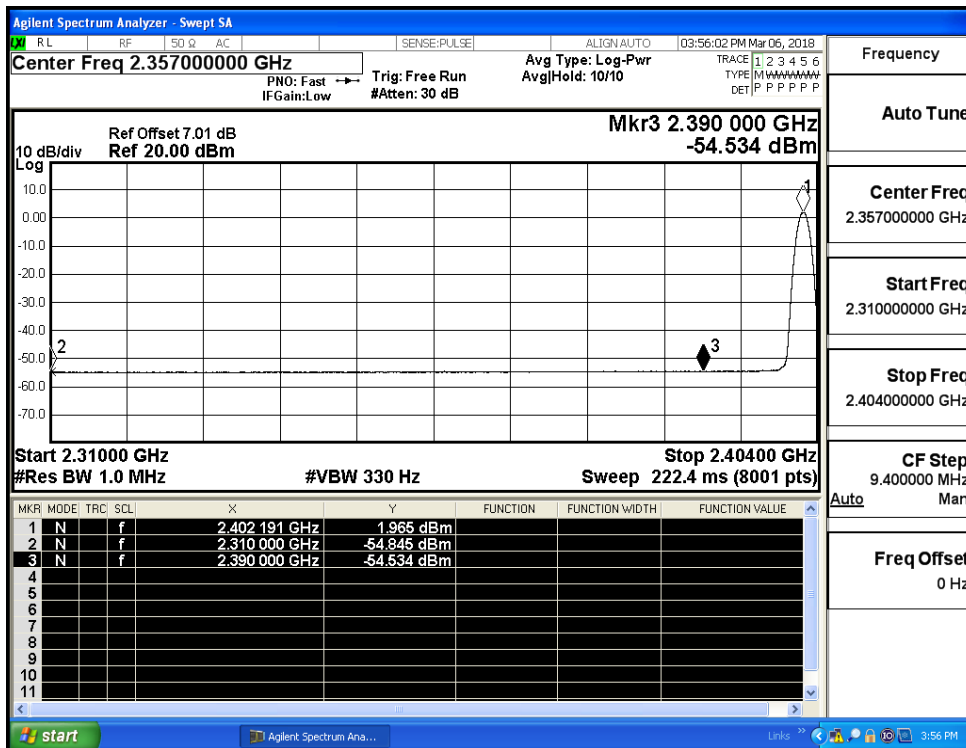 Agilent Spectrum Analyzer - Swept SA
LXI RL RF 50 Ω AC SENSE:PULSE ALIGN AUTO 03:56:02 PM Mar 06, 2018
Center Freq 2.357000000 GHz
PNO: Fast
IFGain:Low
Trig: Free Run
#Atten: 30 dB
Avg Type: Log-Pwr
Avg|Hold: 10/10
TRACE 1 2 3 4 5 6
TYPE M WWWWW
DET P P P P P P
Ref Offset 7.01 dB
10 dB/div Ref 20.00 dBm
Log
Mkr3 2.390 000 GHz
-54.534 dBm
10.0
0.00
-10.0
-20.0
-30.0
-40.0
-50.0
-60.0
-70.0
1
2
3
Start 2.31000 GHz Stop 2.40400 GHz
#Res BW 1.0 MHz #VBW 330 Hz Sweep 222.4 ms (8001 pts)
MKR MODE TRC SCL X Y FUNCTION FUNCTION WIDTH FUNCTION VALUE
1 N f 2.402 191 GHz 1.965 dBm
2 N f 2.310 000 GHz -54.845 dBm
3 N f 2.390 000 GHz -54.534 dBm
4
5
6
7
8
9
10
11
Frequency
Auto Tune
Center Freq
2.357000000 GHz
Start Freq
2.310000000 GHz
Stop Freq
2.404000000 GHz
CF Step
9.400000 MHz
Auto Man
Freq Offset
0 Hz
start Agilent Spectrum Ana... Links » 3:56 PM